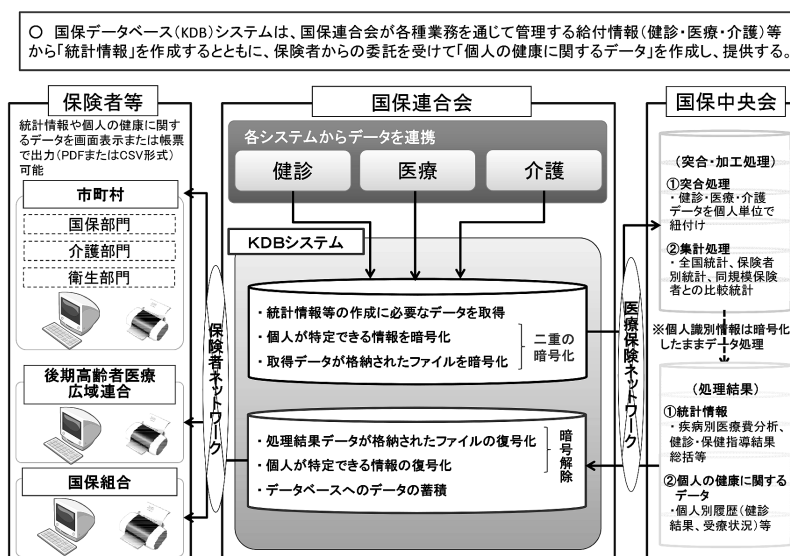 ○ 国保データベース(KDB)システムは、国保連合会が各種業務を通じて管理する給付情報(健診・医療・介護)等
から「統計情報」を作成するとともに、保険者からの委託を受けて「個人の健康に関するデータ」を作成し、提供する。
保険者等
統計情報や個人の健康に関す
るデータを画面表示または帳票
で出力(PDFまたはCSV形式)
可能
市町村
国保部門
介護部門
衛生部門
後期高齢者医療
広域連合
国保組合
保険者ネットワーク
国保連合会
各システムからデータを連携
健診
医療
介護
KDBシステム
・統計情報等の作成に必要なデータを取得
・個人が特定できる情報を暗号化
・取得データが格納されたファイルを暗号化
二重の
暗号化
・処理結果データが格納されたファイルの復号化
・個人が特定できる情報の復号化
・データベースへのデータの蓄積
暗号解除
医療保険ネットワーク
国保中央会
(突合・加工処理)
①突合処理
・健診・医療・介護
データを個人単位で
紐付け
②集計処理
・全国統計、保険者
別統計、同規模保険
者との比較統計
※個人識別情報は暗号化
したままデータ処理
(処理結果)
①統計情報
・疾病別医療費分析、
健診・保健指導結果
総括等
②個人の健康に関する
データ
・個人別履歴(健診
結果、受療状況)等